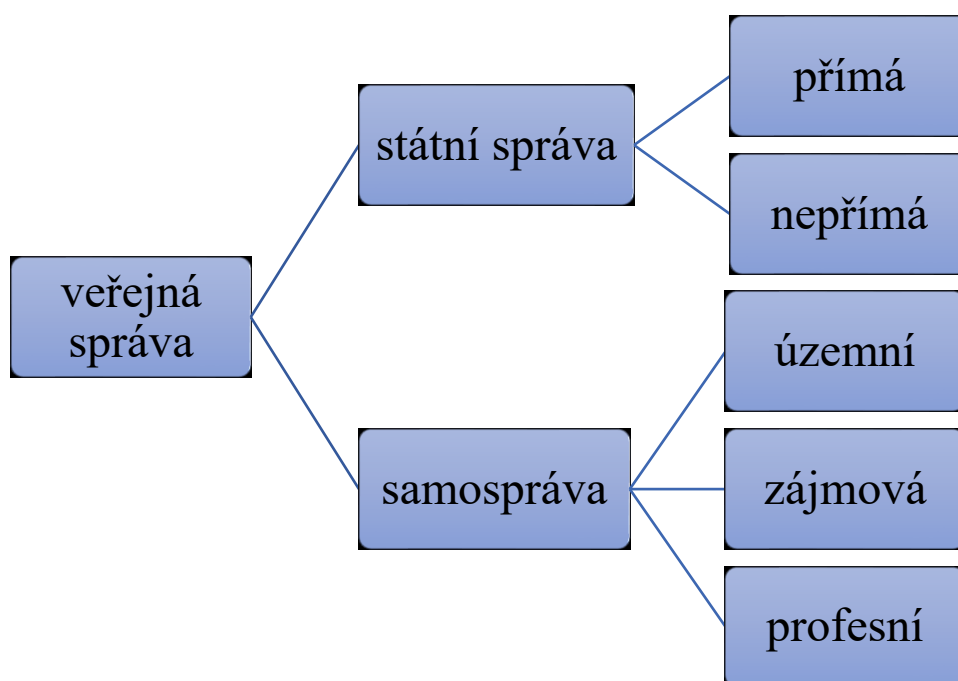 veřejná
správa
státní správa
přímá
nepřímá
samospráva
územní
zájmová
profesní